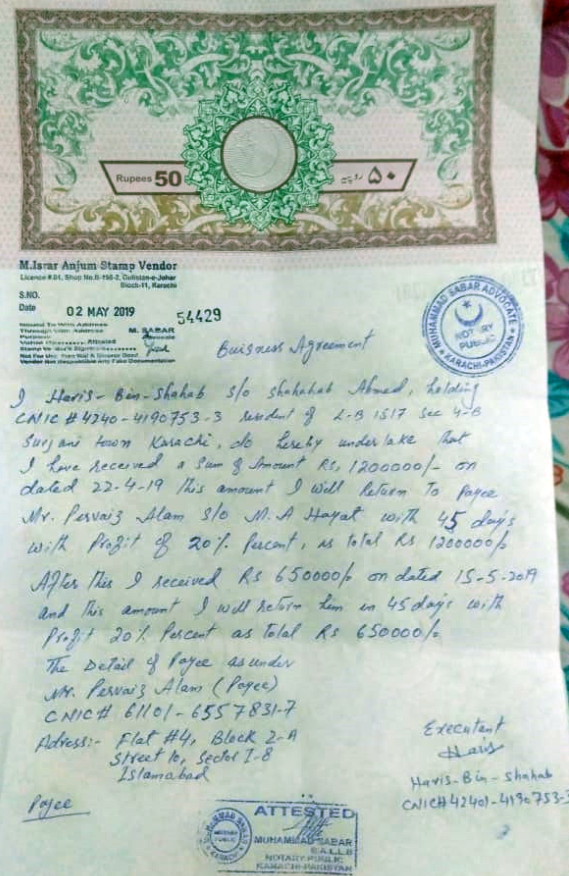 Rupees 50
۵۰ روپیہ
M.Israr Anjum Stamp Vendor
Licence # 01, Shop No.B-156-2, Gulistan-e-Johar
Block-11, Karachi
S.NO.
Date 02 MAY 2019 54429
Issued To With Address
Through With Address M. SABAR
Purpose Advocate
Value Attached
Stamp Vendor's Signature
Not For Use Free Will & Divorce Deed
Vendor Not Responsible Any Fake Documentation
MUHAMMAD SABAR ADVOCATE
NOTARY
PUBLIC
KARACHI-PAKISTAN
Buisness Agreement
I Haris-Bin-Shahab s/o Shahahab Ahmed, holding
CNIC # 4240-4190753-3 resident of L-B 1517 Sec 4-B
Surjani town Karachi, do hereby undertake that
I have received a Sum of Amount Rs, 1200000/- on
dated 22-4-19 this amount I will Return To Payee
Mr. Pervaiz Alam s/o M.A Hayat with 45 days
with Profit of 20% Percent, as total Rs 1200000/-
After this I received Rs 650000/- on dated 15-5-2019
and this amount I will return him in 45 days with
Profit 20% Percent as Total Rs 650000/-
The Detail of Payee as under
Mr. Pervaiz Alam (Payee)
CNIC # 61101-6557831-7
Adress:- Flat #4, Block 2-A
Street 10, Sector I-8
Islamabad
Executent
Haris
Haris-Bin-Shahab
CNIC# 42401-4190753-3
Payee
ATTESTED
MUHAMMAD SABAR
B.A.L.L.B
NOTARY PUBLIC
KARACHI-PAKISTAN